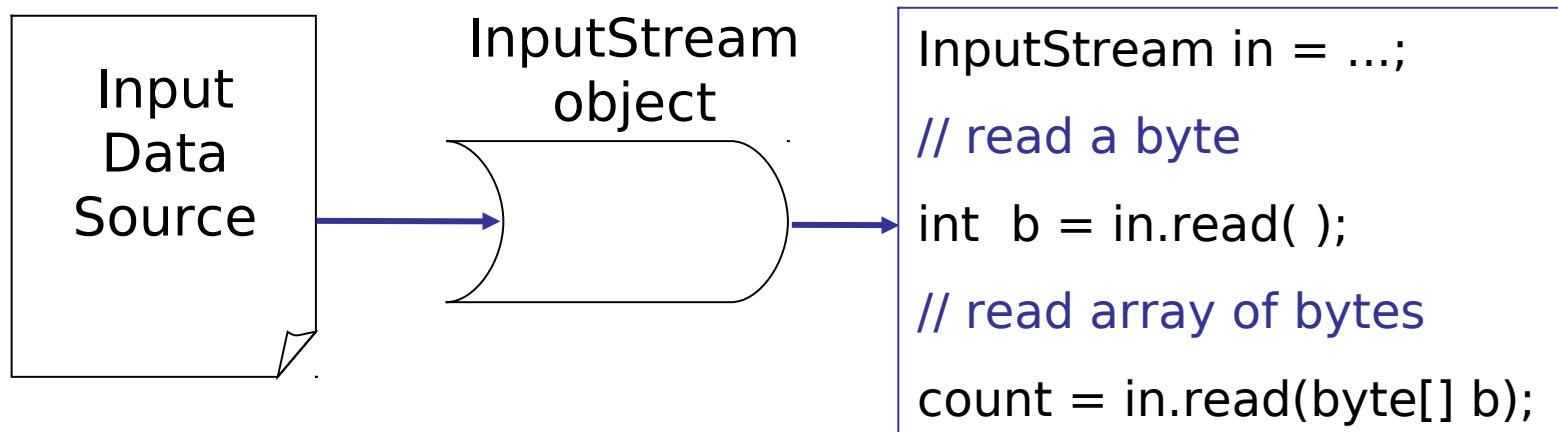 Input
Data
Source
InputStream
object
InputStream in = ...;
// read a byte
int  b = in.read( );
// read array of bytes
count = in.read(byte[] b);